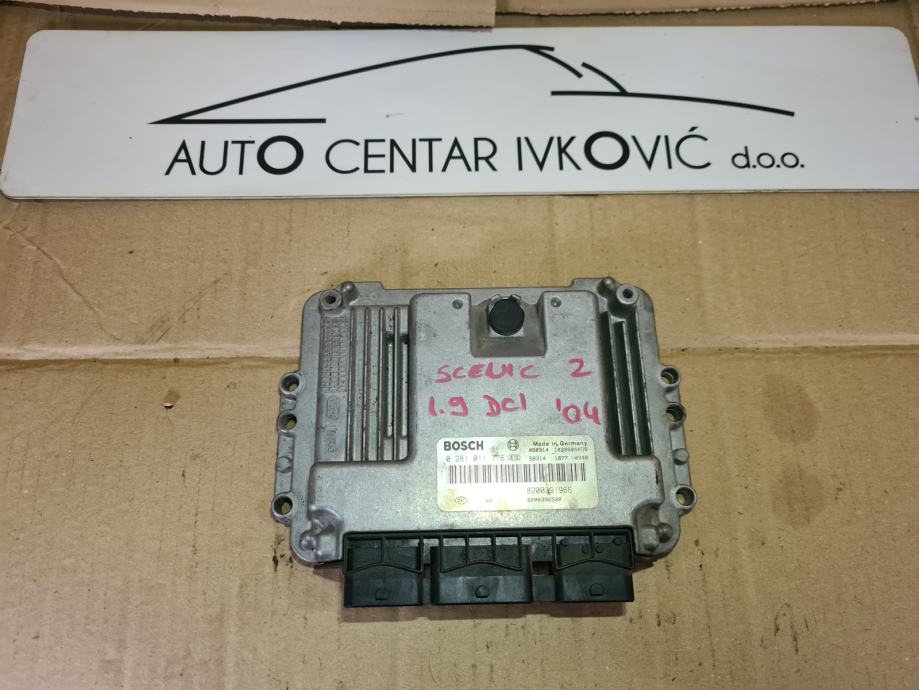 AUTO CENTAR IVKOVIĆ d.o.o.
SCENIC 2
1.9 DCI '04
BOSCH Made in Germany
0 281 011 776
8200391966